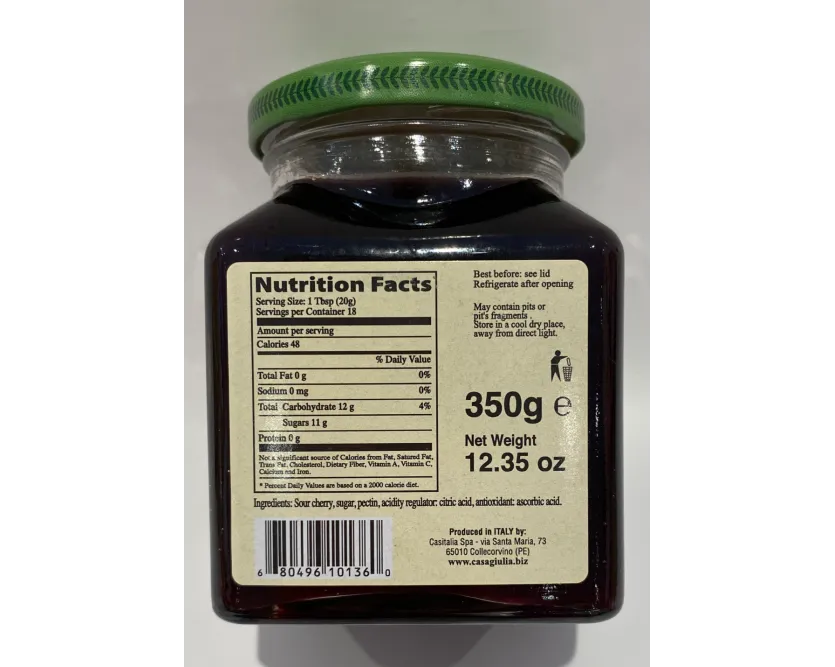 Nutrition Facts
Serving Size: 1 Tbsp (20g)
Servings per Container 18
Amount per serving
Calories 48
% Daily Value
Total Fat 0 g 0%
Sodium 0 mg 0%
Total Carbohydrate 12 g 4%
Sugars 11 g
Protein 0 g
Not a significant source of Calories from Fat, Satured Fat,
Trans Fat, Cholesterol, Dietary Fiber, Vitamin A, Vitamin C,
Calcium and Iron.
* Percent Daily Values are based on a 2000 calorie diet.
Best before: see lid
Refrigerate after opening
May contain pits or
pit's fragments .
Store in a cool dry place,
away from direct light.
350g ℮
Net Weight
12.35 oz
Ingredients: Sour cherry, sugar, pectin, acidity regulator: citric acid, antioxidant: ascorbic acid.
6 80496 10136 0
Produced in ITALY by:
Casitalia Spa - via Santa Maria, 73
65010 Collecorvino (PE)
www.casagiulia.biz